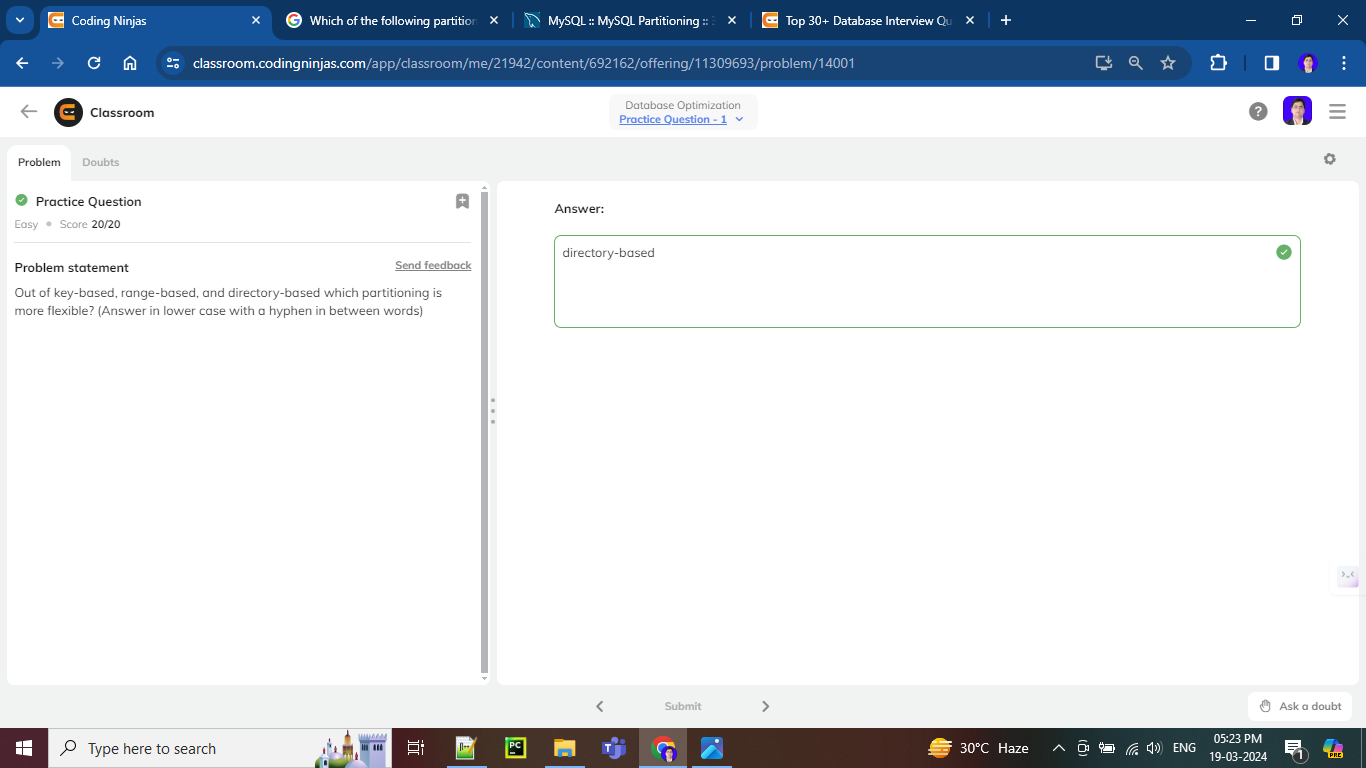 Coding Ninjas
Which of the following partition
MySQL :: MySQL Partitioning ::
Top 30+ Database Interview Qu
classroom.codingninjas.com/app/classroom/me/21942/content/692162/offering/11309693/problem/14001
Classroom
Database Optimization
Practice Question - 1
Problem
Doubts
Practice Question
Easy • Score 20/20
Problem statement
Send feedback
Out of key-based, range-based, and directory-based which partitioning is
more flexible? (Answer in lower case with a hyphen in between words)
Answer:
directory-based
Submit
Ask a doubt
Type here to search
PC
30°C Haze
ENG
05:23 PM
19-03-2024
1
PRE